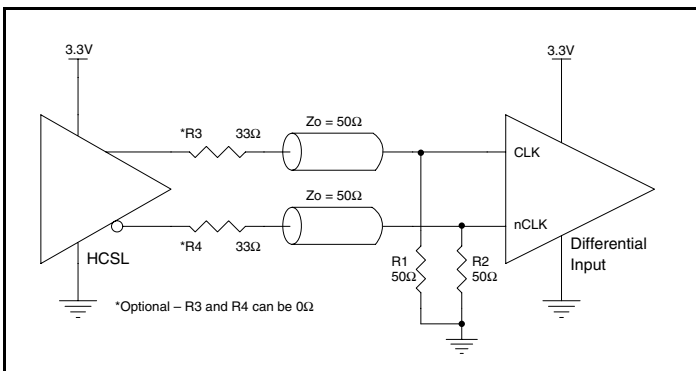 3.3V
3.3V
*R3
33Ω
Zo = 50Ω
CLK
Zo = 50Ω
nCLK
*R4
33Ω
HCSL
R1
50Ω
R2
50Ω
Differential
Input
*Optional – R3 and R4 can be 0Ω